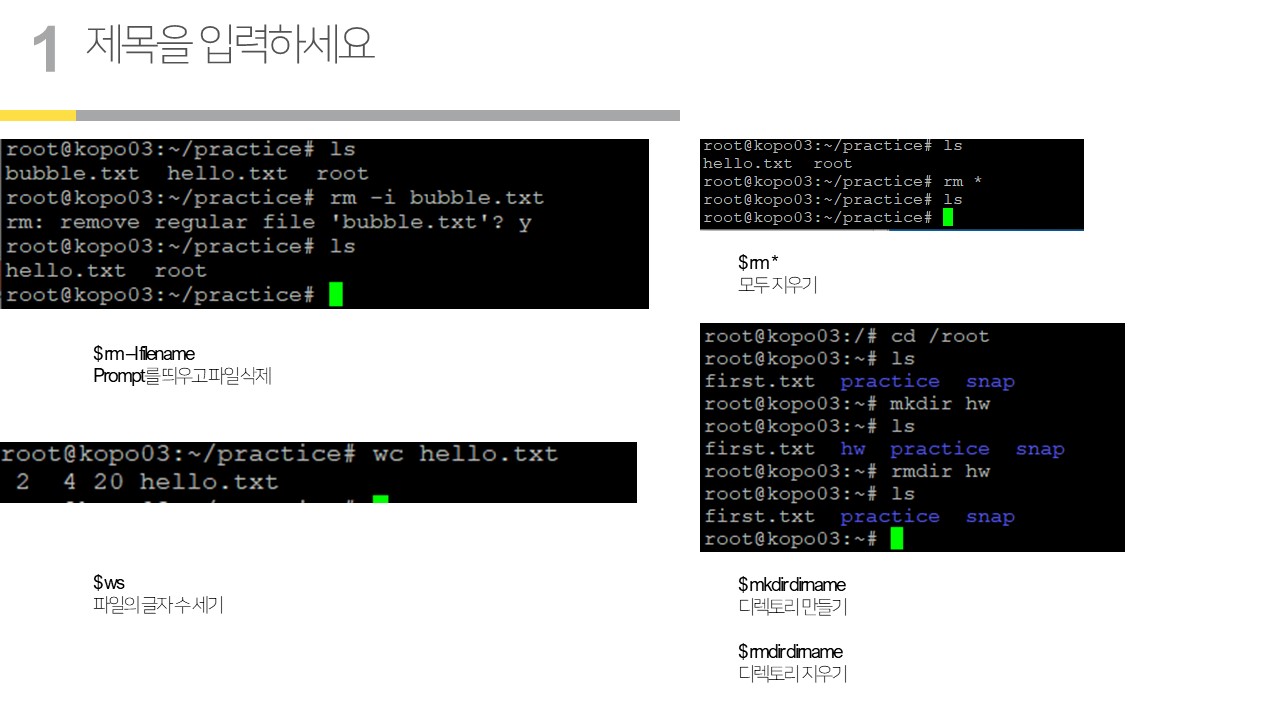 1 제목을 입력하세요
root@kopo03:~/practice# ls
bubble.txt  hello.txt  root
root@kopo03:~/practice# rm -i bubble.txt
rm: remove regular file 'bubble.txt'? y
root@kopo03:~/practice# ls
hello.txt  root
root@kopo03:~/practice#
$ rm –I filename
Prompt를 띄우고 파일 삭제
root@kopo03:~/practice# wc hello.txt
2  4 20 hello.txt
$ ws
파일의 글자 수 세기
root@kopo03:~/practice# ls
hello.txt  root
root@kopo03:~/practice# rm *
root@kopo03:~/practice# ls
root@kopo03:~/practice#
$ rm *
모두 지우기
root@kopo03:/# cd /root
root@kopo03:~# ls
first.txt  practice  snap
root@kopo03:~# mkdir hw
root@kopo03:~# ls
first.txt  hw  practice  snap
root@kopo03:~# rmdir hw
root@kopo03:~# ls
first.txt  practice  snap
root@kopo03:~#
$ mkdir dirname
디렉토리 만들기
$ rmdir dirname
디렉토리 지우기